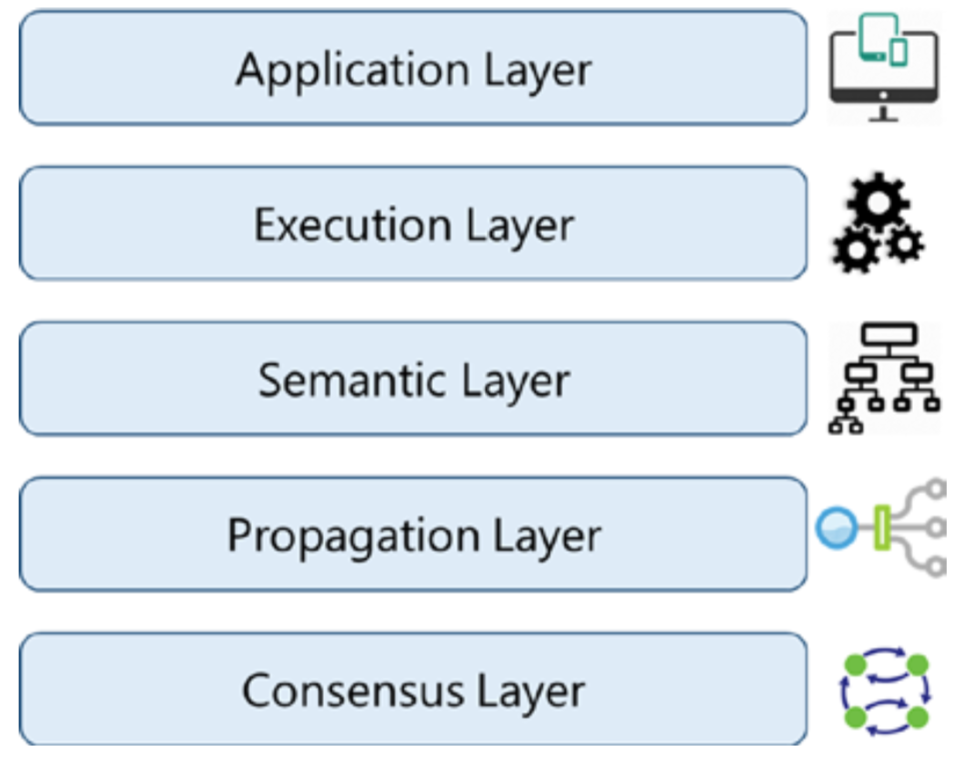 Application Layer
Execution Layer
Semantic Layer
Propagation Layer
Consensus Layer